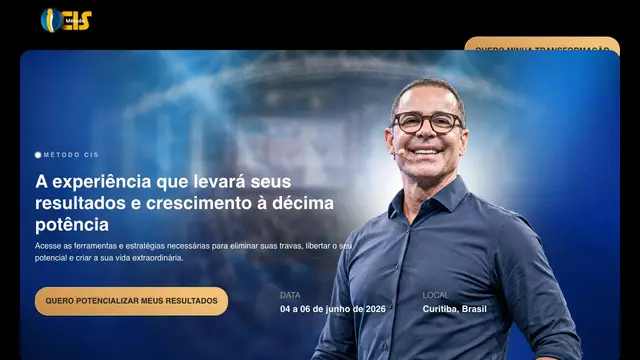 Método CIS
QUERO MINHA TRANSFORMAÇÃO
MÉTODO CIS
A experiência que levará seus
resultados e crescimento à décima
potência
Acesse as ferramentas e estratégias necessárias para eliminar suas travas, libertar o seu
potencial e criar a sua vida extraordinária.
QUERO POTENCIALIZAR MEUS RESULTADOS
DATA
04 a 06 de junho de 2026
LOCAL
Curitiba, Brasil